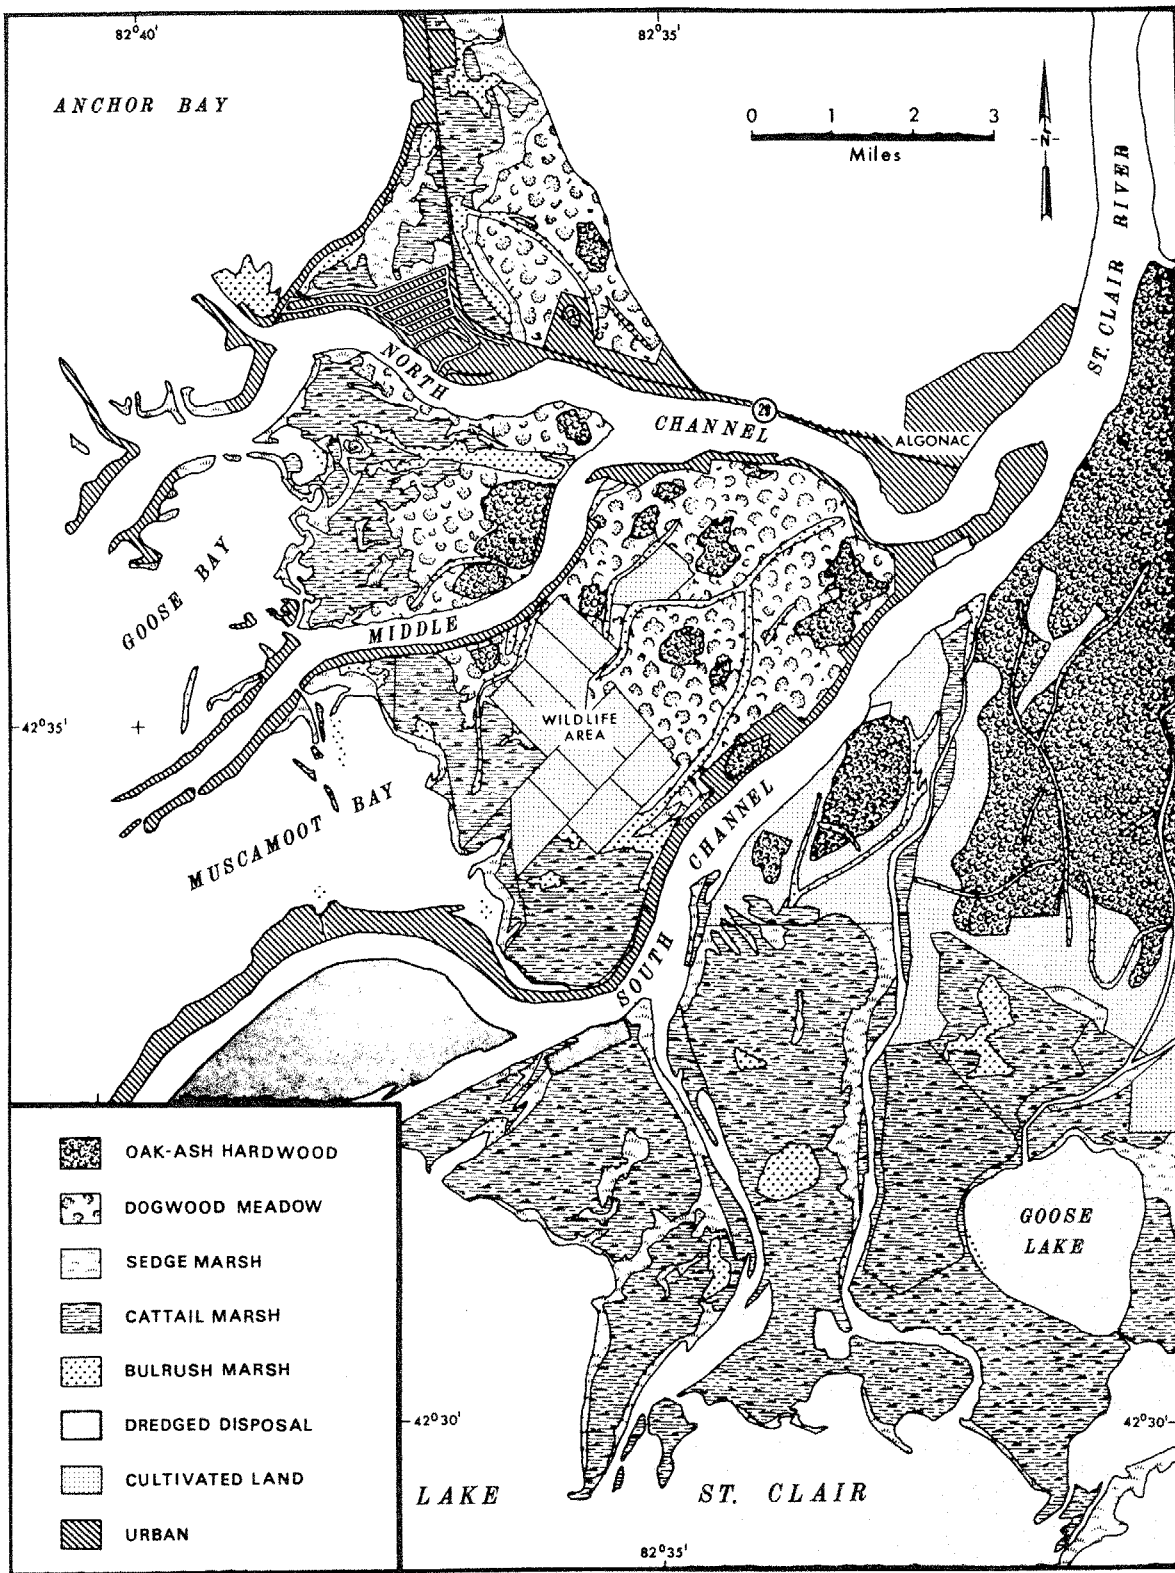 82°40'
82°35'
ANCHOR BAY
0 1 2 3
Miles
N
ST. CLAIR RIVER
NORTH
CHANNEL
29
ALGONAC
GOOSE BAY
MIDDLE
42°35'
WILDLIFE
AREA
MUSCAMOOT BAY
SOUTH CHANNEL
OAK-ASH HARDWOOD
DOGWOOD MEADOW
SEDGE MARSH
CATTAIL MARSH
BULRUSH MARSH
DREDGED DISPOSAL
CULTIVATED LAND
URBAN
GOOSE
LAKE
42°30'
42°30'
LAKE ST. CLAIR
82°35'